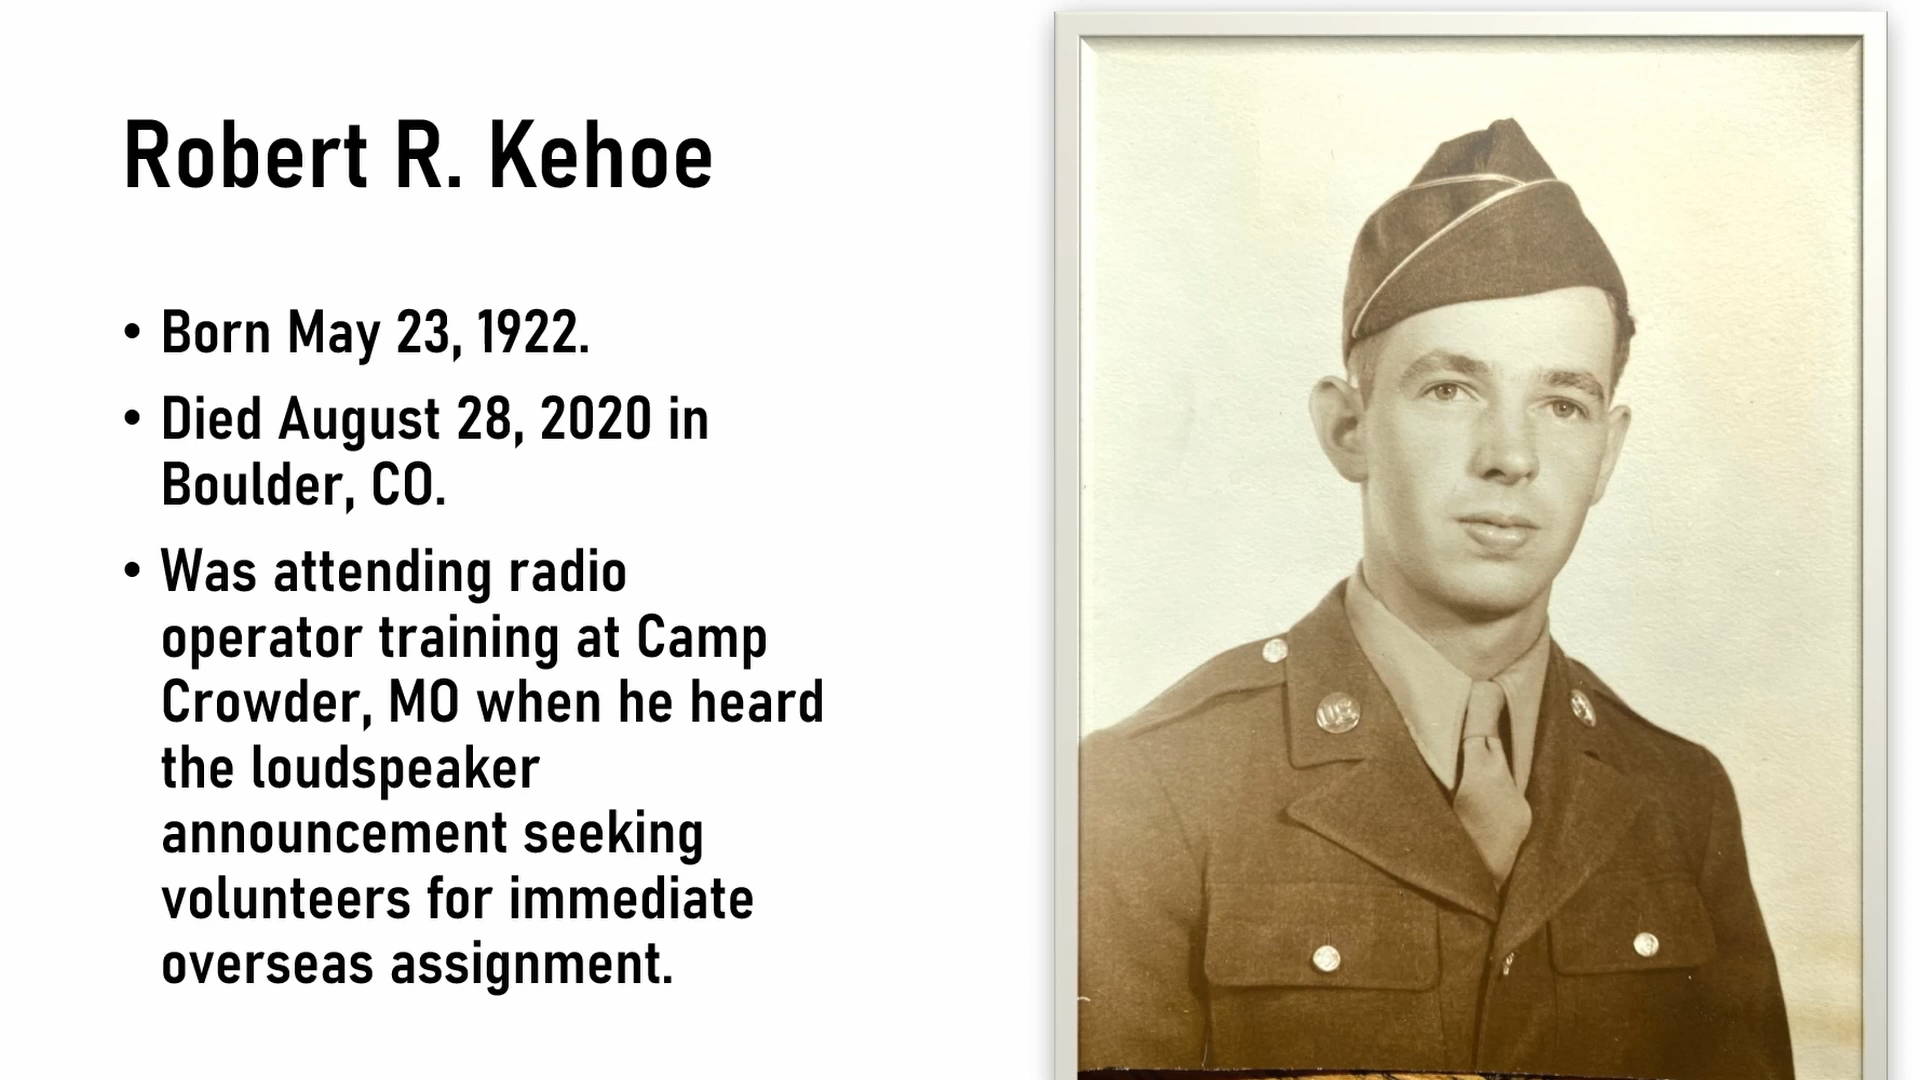 Robert R. Kehoe
• Born May 23, 1922.
• Died August 28, 2020 in
Boulder, CO.
• Was attending radio
operator training at Camp
Crowder, MO when he heard
the loudspeaker
announcement seeking
volunteers for immediate
overseas assignment.
US